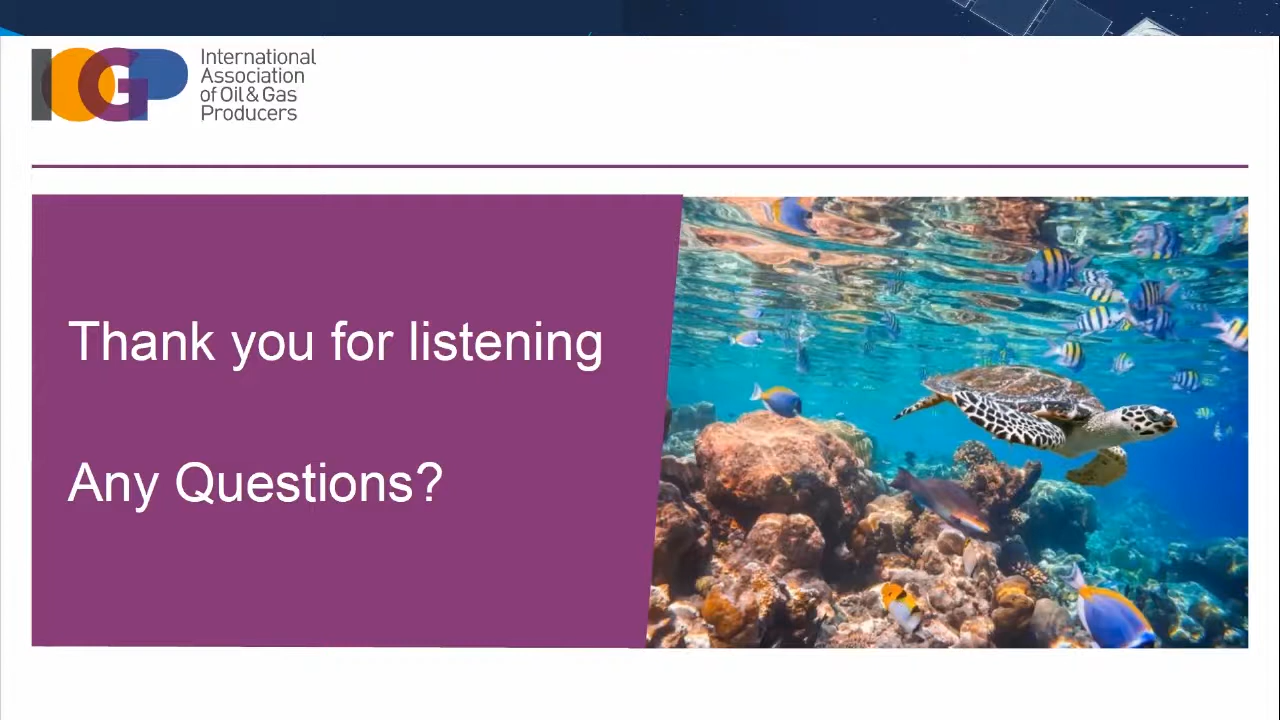 IOGP
International
Association
of Oil & Gas
Producers
Thank you for listening
Any Questions?